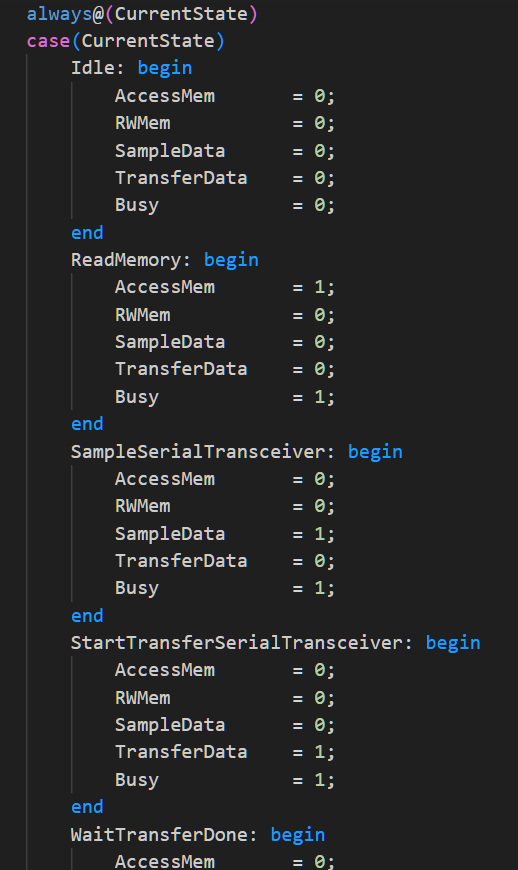 always@(CurrentState)
case(CurrentState)
    Idle: begin
        AccessMem       = 0;
        RWMem           = 0;
        SampleData      = 0;
        TransferData    = 0;
        Busy            = 0;
    end
    ReadMemory: begin
        AccessMem       = 1;
        RWMem           = 0;
        SampleData      = 0;
        TransferData    = 0;
        Busy            = 1;
    end
    SampleSerialTransceiver: begin
        AccessMem       = 0;
        RWMem           = 0;
        SampleData      = 1;
        TransferData    = 0;
        Busy            = 1;
    end
    StartTransferSerialTransceiver: begin
        AccessMem       = 0;
        RWMem           = 0;
        SampleData      = 0;
        TransferData    = 1;
        Busy            = 1;
    end
    WaitTransferDone: begin
        AccessMem       = 0;